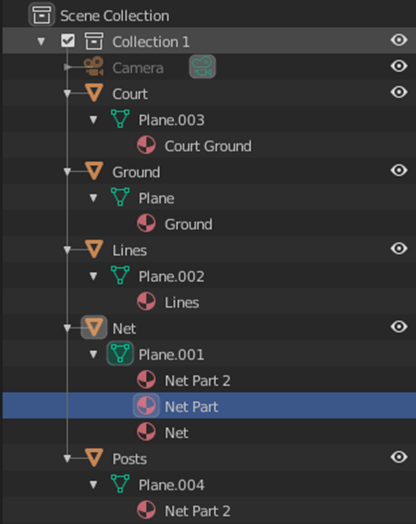 Scene Collection
Collection 1
Camera
Court
Plane.003
Court Ground
Ground
Plane
Ground
Lines
Plane.002
Lines
Net
Plane.001
Net Part 2
Net Part
Net
Posts
Plane.004
Net Part 2